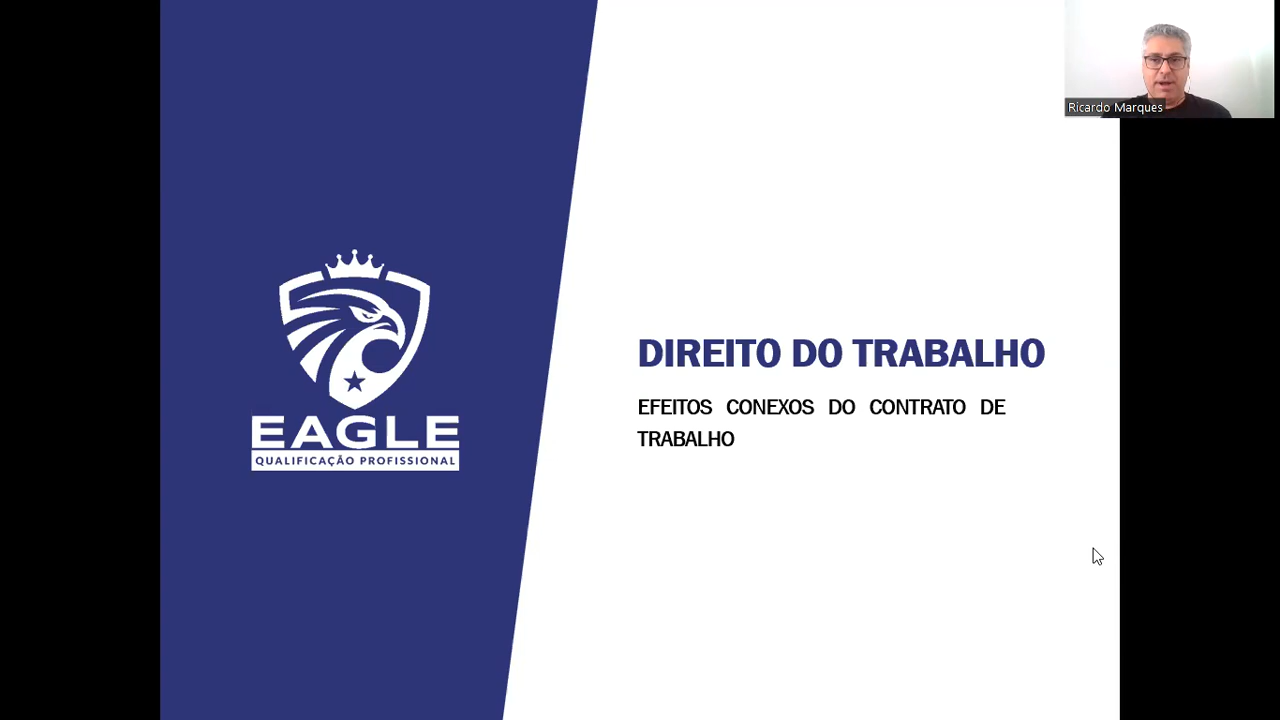 Ricardo Marques
DIREITO DO TRABALHO
EFEITOS CONEXOS DO CONTRATO DE
TRABALHO
EAGLE
QUALIFICAÇÃO PROFISSIONAL